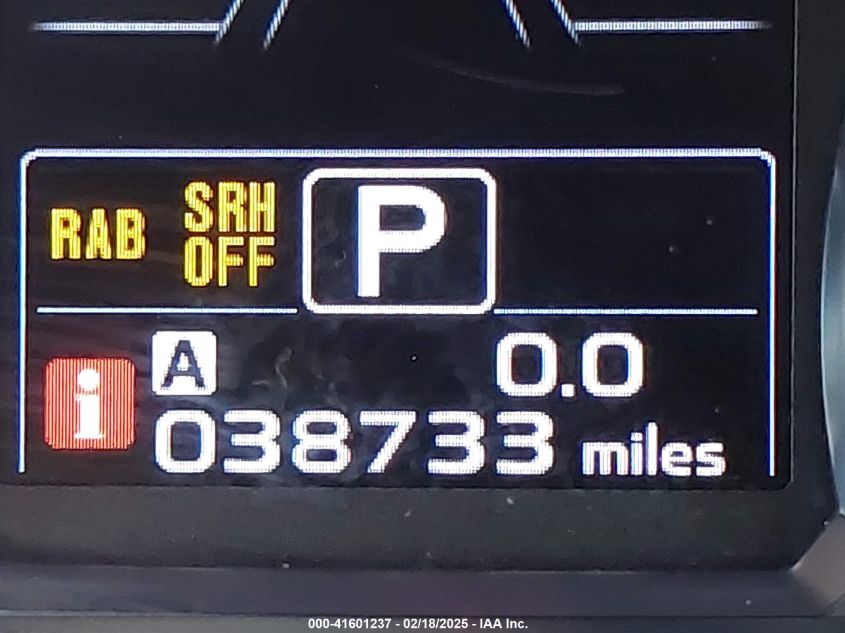 RAB SRH OFF P
i A 0.0
038733 miles
000-41601237 - 02/18/2025 - IAA Inc.